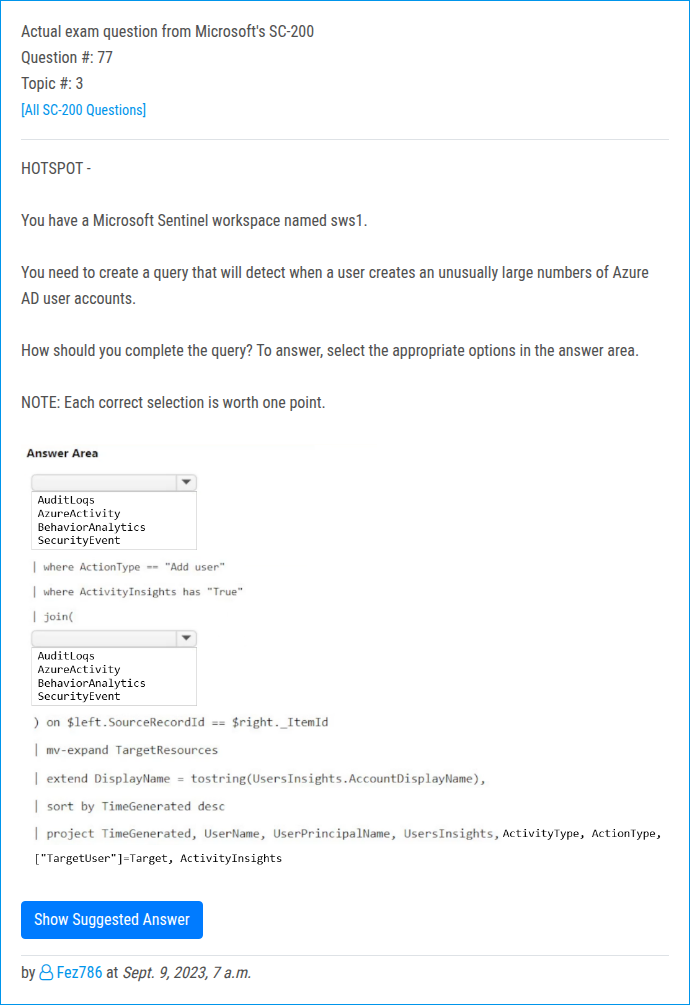 Actual exam question from Microsoft's SC-200
Question #: 77
Topic #: 3
[All SC-200 Questions]
HOTSPOT -
You have a Microsoft Sentinel workspace named sws1.
You need to create a query that will detect when a user creates an unusually large numbers of Azure
AD user accounts.
How should you complete the query? To answer, select the appropriate options in the answer area.
NOTE: Each correct selection is worth one point.
Answer Area
AuditLogs
AzureActivity
BehaviorAnalytics
SecurityEvent
| where ActionType == "Add user"
| where ActivityInsights has "True"
| join(
AuditLogs
AzureActivity
BehaviorAnalytics
SecurityEvent
) on $left.SourceRecordId == $right._ItemId
| mv-expand TargetResources
| extend DisplayName = tostring(UsersInsights.AccountDisplayName),
| sort by TimeGenerated desc
| project TimeGenerated, UserName, UserPrincipalName, UsersInsights, ActivityType, ActionType,
["TargetUser"]=Target, ActivityInsights
Show Suggested Answer
by Fez786 at Sept. 9, 2023, 7 a.m.